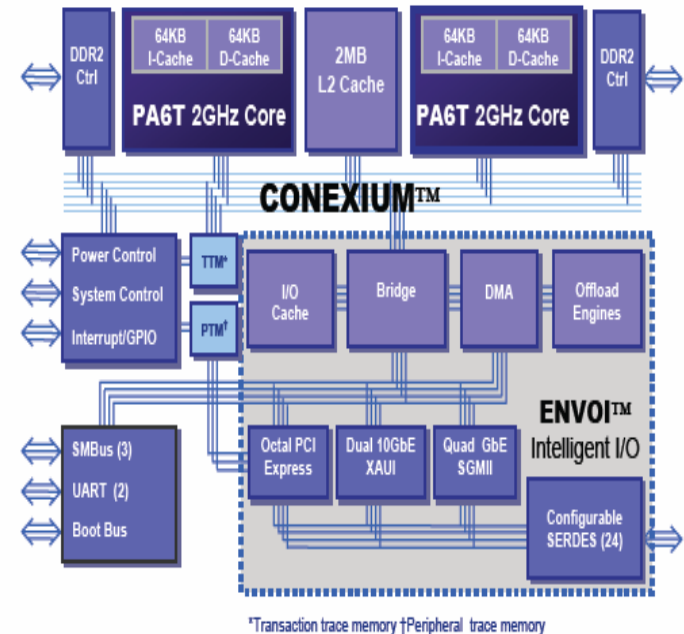 DDR2
Ctrl
64KB
I-Cache
64KB
D-Cache
PA6T 2GHz Core
2MB
L2 Cache
64KB
I-Cache
64KB
D-Cache
PA6T 2GHz Core
DDR2
Ctrl
CONEXIUM™
Power Control
System Control
Interrupt/GPIO
TTM*
PTM†
I/O
Cache
Bridge
DMA
Offload
Engines
ENVOI™
Intelligent I/O
SMBus (3)
UART (2)
Boot Bus
Octal PCI
Express
Dual 10GbE
XAUI
Quad GbE
SGMII
Configurable
SERDES (24)
*Transaction trace memory †Peripheral trace memory